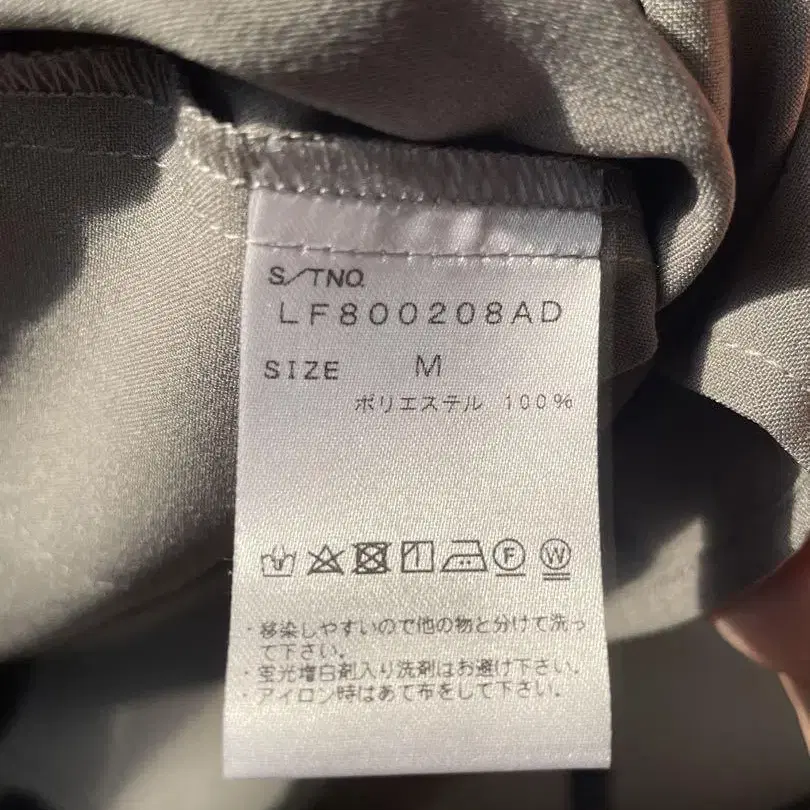 S/TNO.
LF800208AD
SIZE M
ポリエステル 100%
F W
・移染しやすいので他の物と分けて洗っ
て下さい。
・蛍光増白剤入り洗剤はお避け下さい。
・アイロン時はあて布をして下さい。